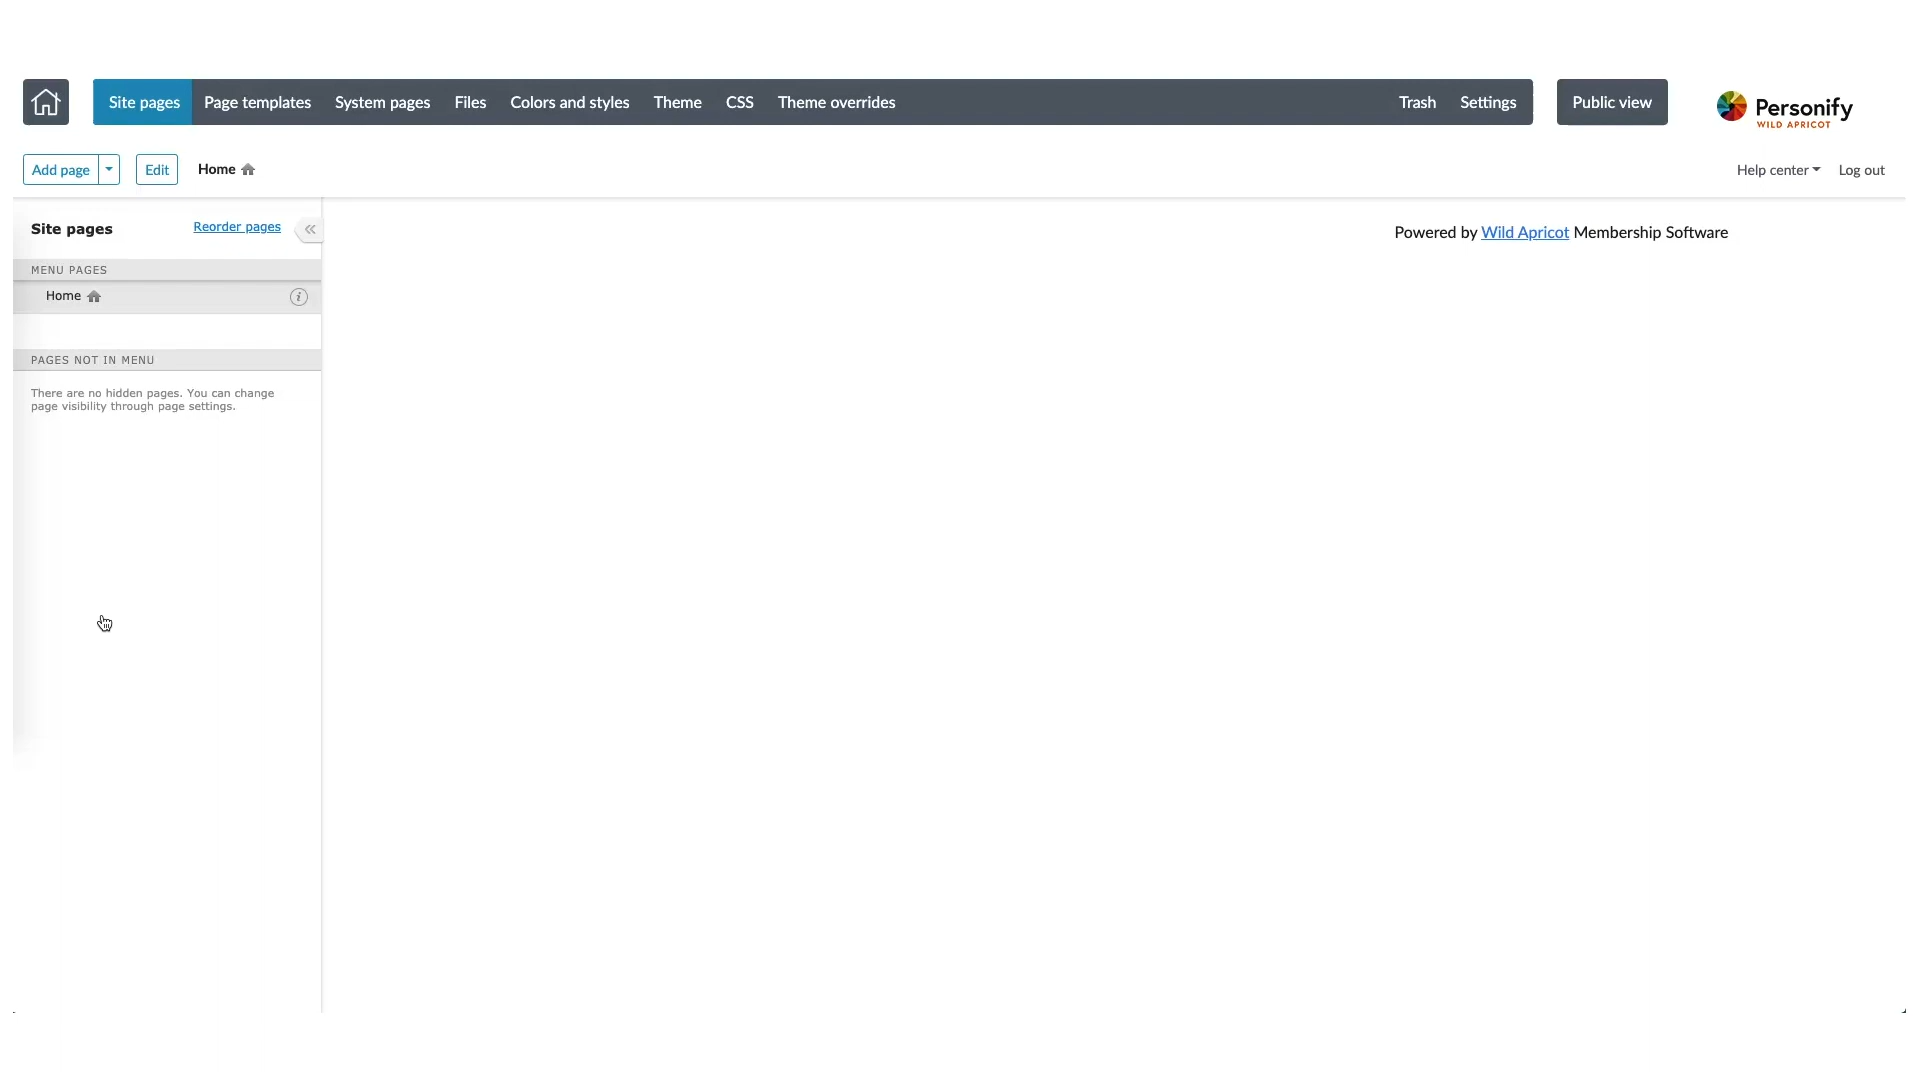 Site pages Page templates System pages Files Colors and styles Theme CSS Theme overrides Trash Settings Public view
Personify
WILD APRICOT
Add page Edit Home Help center Log out
Site pages Reorder pages
Powered by Wild Apricot Membership Software
MENU PAGES
Home
PAGES NOT IN MENU
There are no hidden pages. You can change
page visibility through page settings.